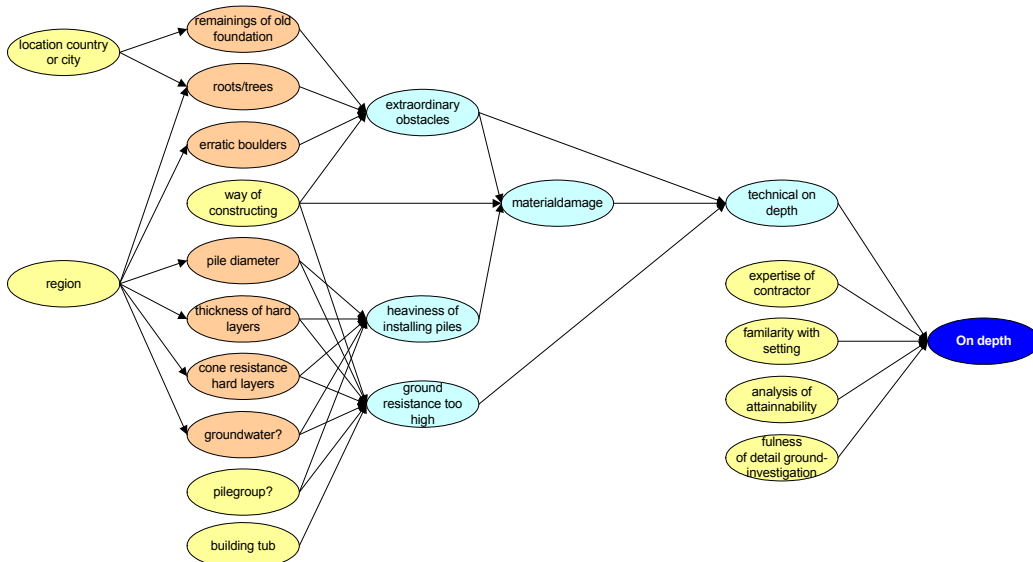 remainings of old
foundation
location country
or city
roots/trees
extraordinary
obstacles
erratic boulders
way of
constructing
materialdamage
technical on
depth
pile diameter
region
expertise of
contractor
thickness of hard
layers
heaviness of
installing piles
familarity with
setting
On depth
cone resistance
hard layers
ground
resistance too
high
analysis of
attainnability
groundwater?
fulness
of detail ground-
investigation
pilegroup?
building tub